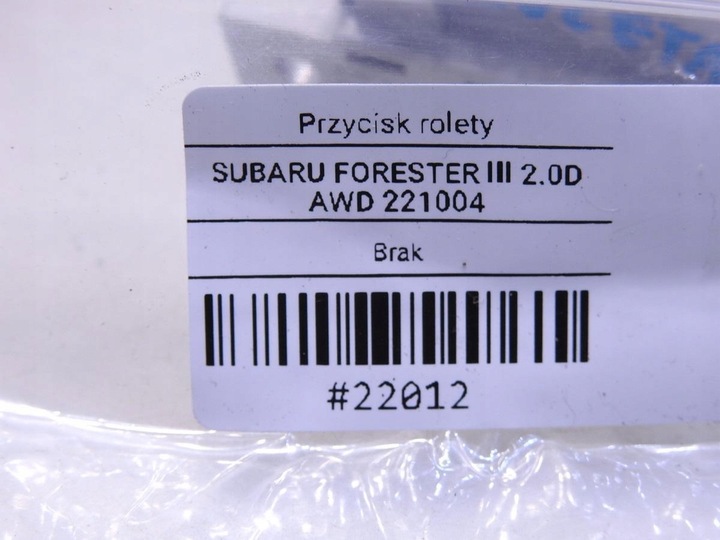 Przycisk rolety
SUBARU FORESTER III 2.0D
AWD 221004
Brak
#22012